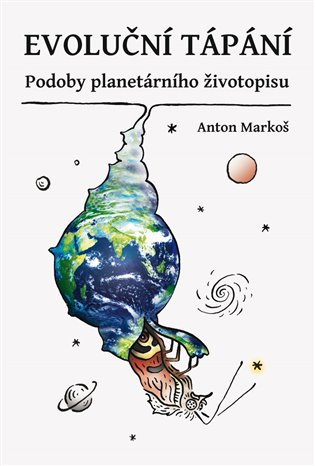 EVOLUČNÍ TÁPÁNÍ
Podoby planetárního životopisu
Anton Markoš